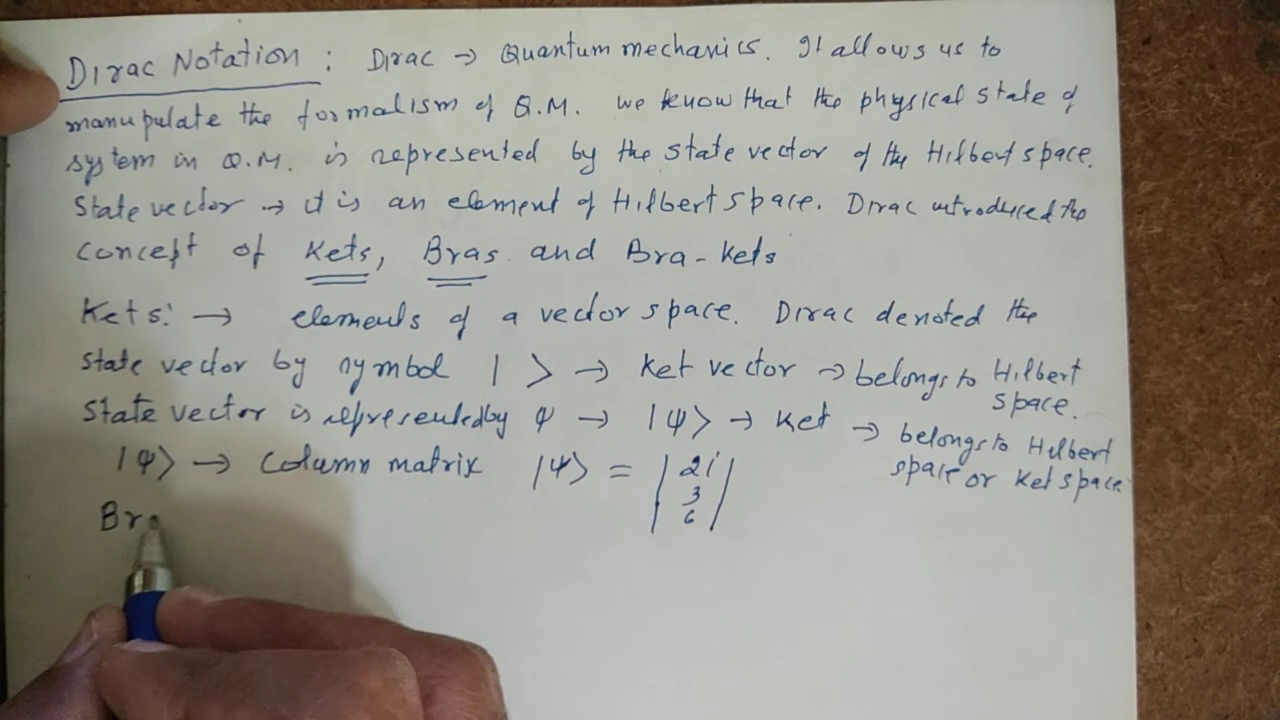 Dirac Notation : Dirac → Quantum mechanics. It allows us to
manupulate the formalism of Q.M. we know that the physical state of
system in Q.M. is represented by the state vector of the Hilbert space.
State vector → it is an element of Hilbert space. Dirac introduced the
concept of Kets, Bras and Bra-kets
Kets: → elements of a vector space. Dirac denoted the
state vector by symbol | > → Ket vector → belongs to Hilbert
space.
State vector is represented by ψ → |ψ> → Ket → belongs to Hilbert
space or Ket space
|ψ> → Column matrix |ψ> = | 2i |
3
6
Br